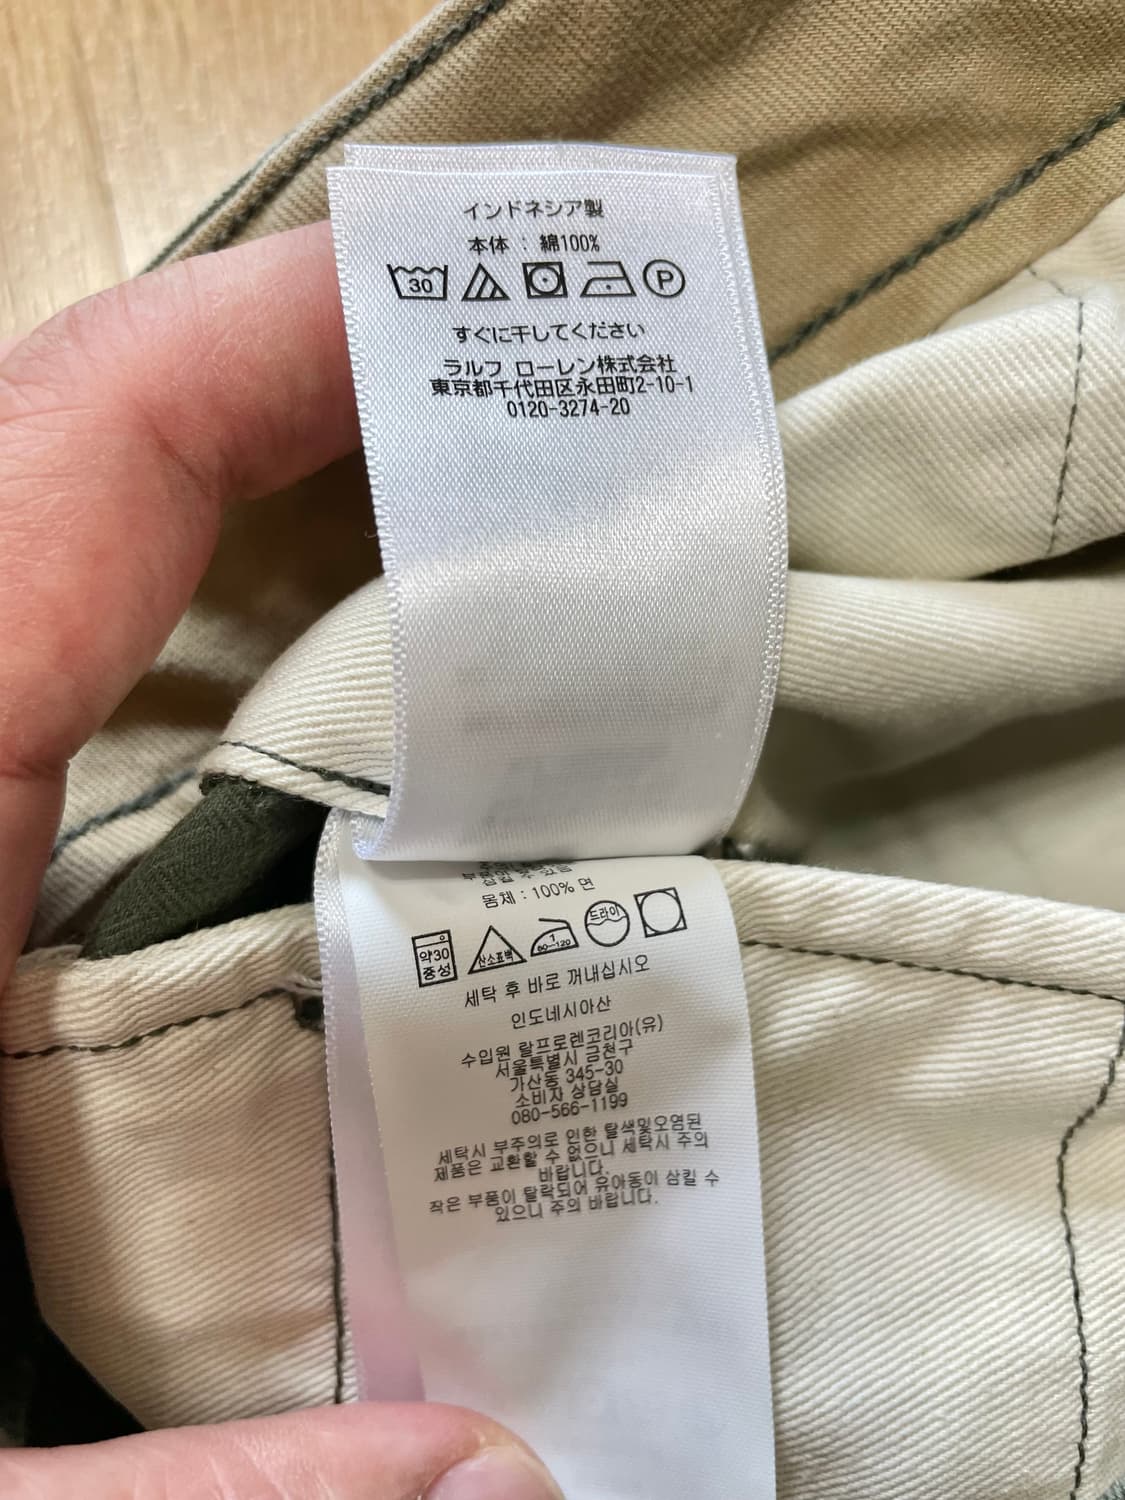 インドネシア製
本体 : 綿100%
30 P
すぐに干してください
ラルフ ローレン株式会社
東京都千代田区永田町2-10-1
0120-3274-20
몸체 : 100% 면
약30 중성 산소표백 1 80~120 드라이
세탁 후 바로 꺼내십시오
인도네시아산
수입원 랄프로렌코리아(유)
서울특별시 금천구
가산동 345-30
소비자 상담실
080-566-1199
세탁시 부주의로 인한 탈색및오염된
제품은 교환할 수 없으니 세탁시 주의
바랍니다.
작은 부품이 탈락되어 유아동이 삼킬 수
있으니 주의 바랍니다.